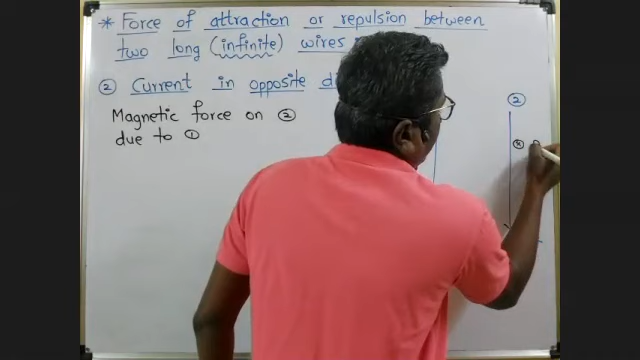 * Force of attraction or repulsion between
two long (infinite) wires
② Current in opposite
②
Magnetic force on ②
due to ①